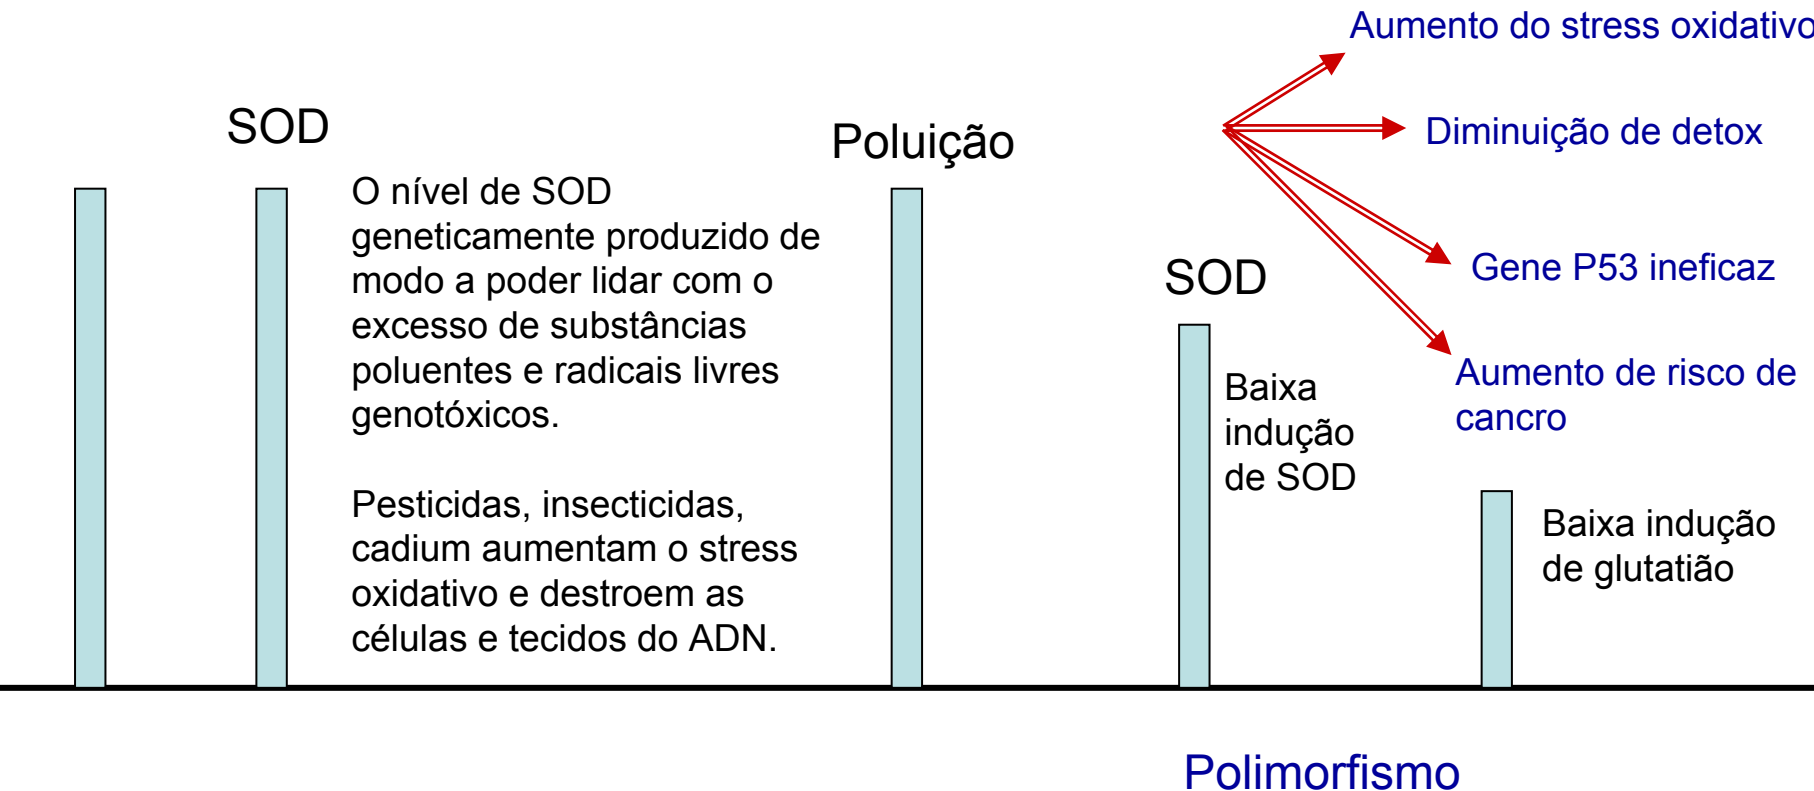 SOD
O nível de SOD
geneticamente produzido de
modo a poder lidar com o
excesso de substâncias
poluentes e radicais livres
genotóxicos.
Pesticidas, insecticidas,
cadium aumentam o stress
oxidativo e destroem as
células e tecidos do ADN.
Poluição
SOD
Baixa
indução
de SOD
Aumento do stress oxidativo
Diminuição de detox
Gene P53 ineficaz
Aumento de risco de
cancro
Baixa indução
de glutatião
Polimorfismo